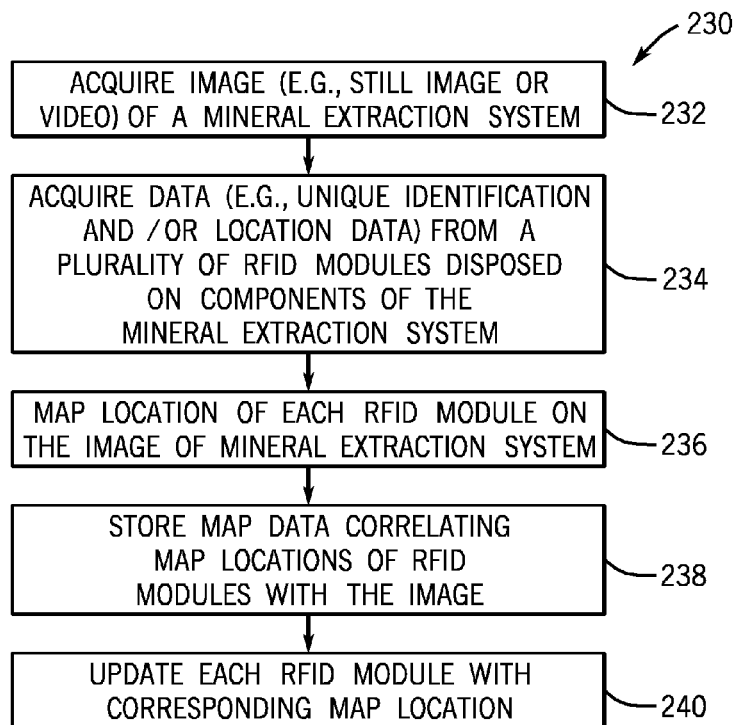 230
ACQUIRE IMAGE (E.G., STILL IMAGE OR
VIDEO) OF A MINERAL EXTRACTION SYSTEM
232
ACQUIRE DATA (E.G., UNIQUE IDENTIFICATION
AND /OR LOCATION DATA) FROM A
PLURALITY OF RFID MODULES DISPOSED
ON COMPONENTS OF THE
MINERAL EXTRACTION SYSTEM
234
MAP LOCATION OF EACH RFID MODULE ON
THE IMAGE OF MINERAL EXTRACTION SYSTEM
236
STORE MAP DATA CORRELATING
MAP LOCATIONS OF RFID
MODULES WITH THE IMAGE
238
UPDATE EACH RFID MODULE WITH
CORRESPONDING MAP LOCATION
240